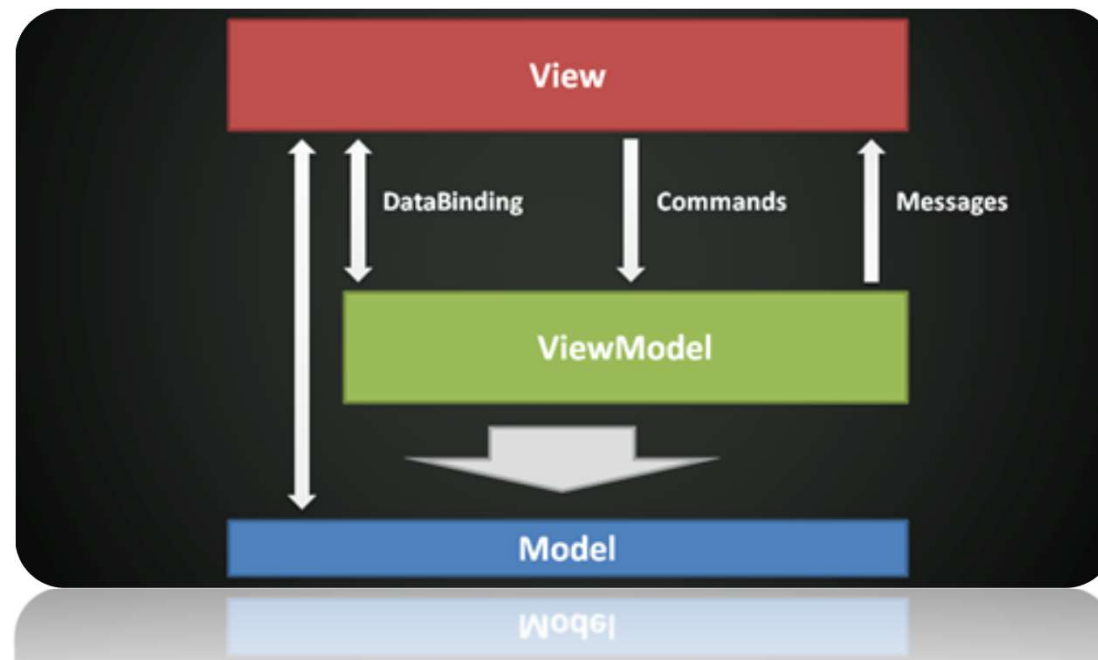 View
DataBinding
Commands
Messages
ViewModel
Model
Model